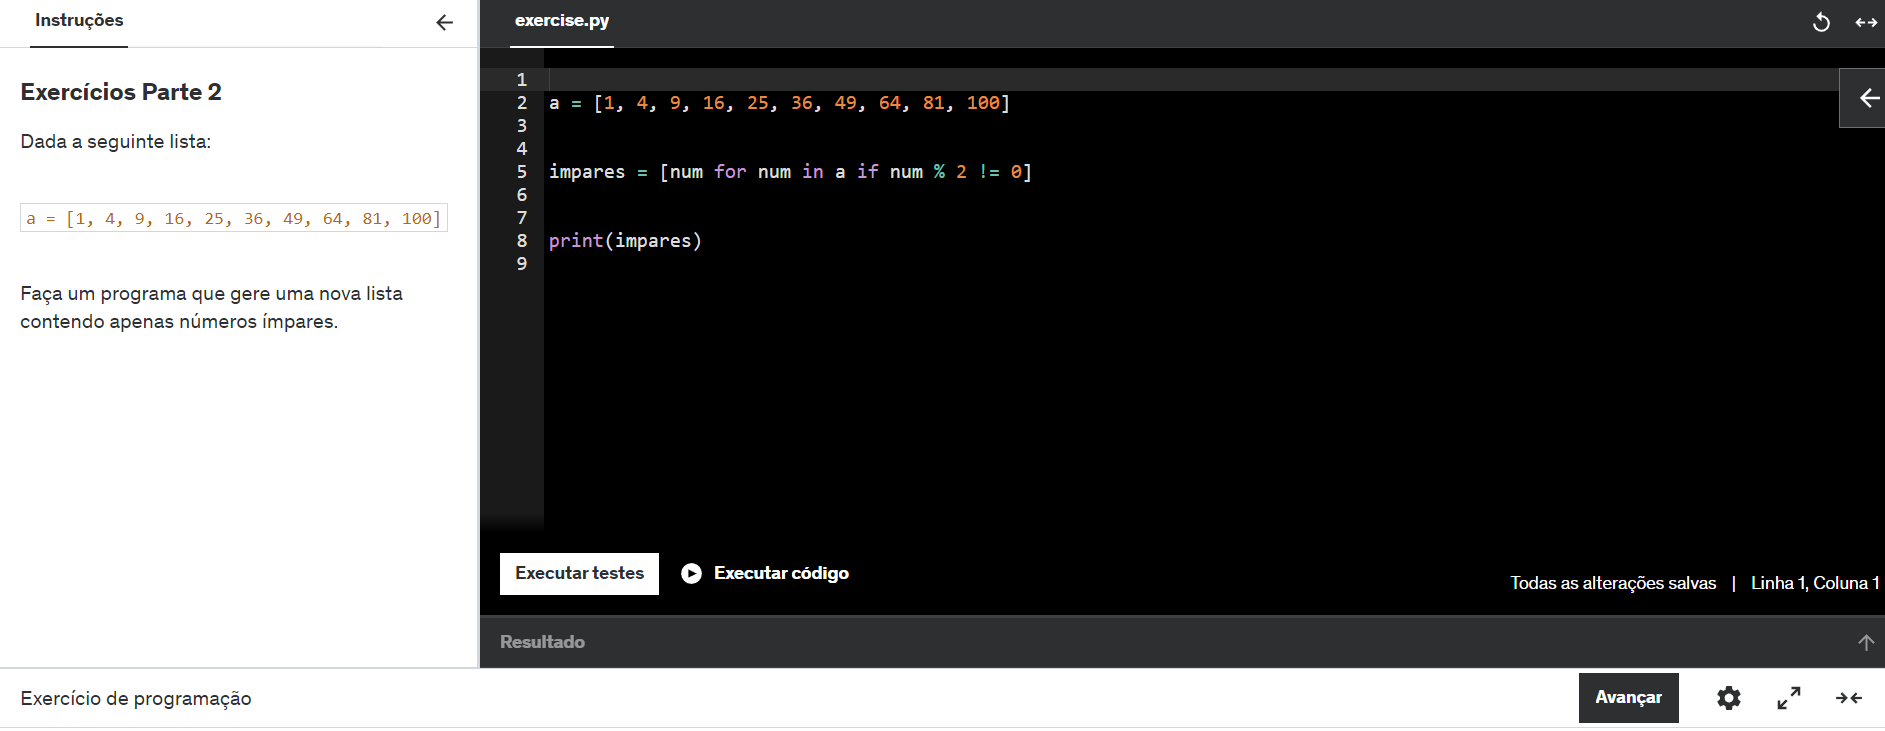 Instruções
Exercícios Parte 2
Dada a seguinte lista:
a = [1, 4, 9, 16, 25, 36, 49, 64, 81, 100]
Faça um programa que gere uma nova lista
contendo apenas números ímpares.
exercise.py
1
2 a = [1, 4, 9, 16, 25, 36, 49, 64, 81, 100]
3
4
5 impares = [num for num in a if num % 2 != 0]
6
7
8 print(impares)
9
Executar testes Executar código
Todas as alterações salvas | Linha 1, Coluna 1
Resultado
Exercício de programação
Avançar